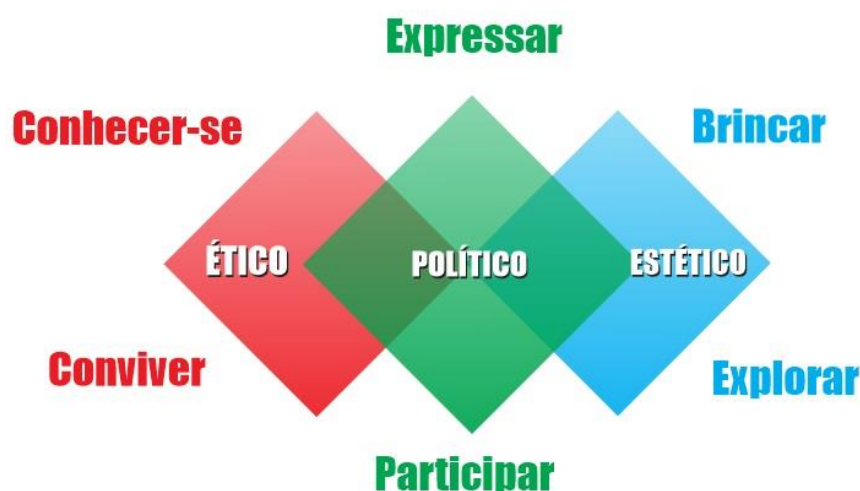 Expressar
Conhecer-se
Brincar
ÉTICO
POLÍTICO
ESTÉTICO
Conviver
Explorar
Participar